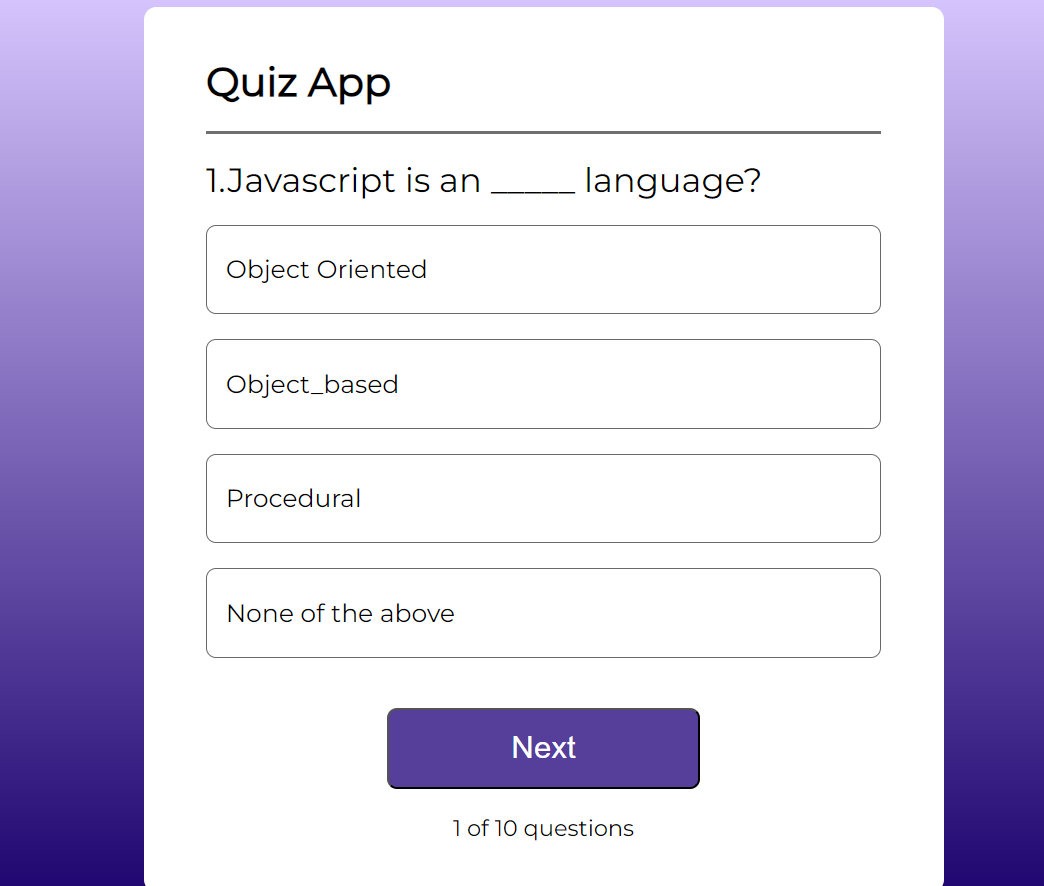 Quiz App
1.Javascript is an _____ language?
Object Oriented
Object_based
Procedural
None of the above
Next
1 of 10 questions